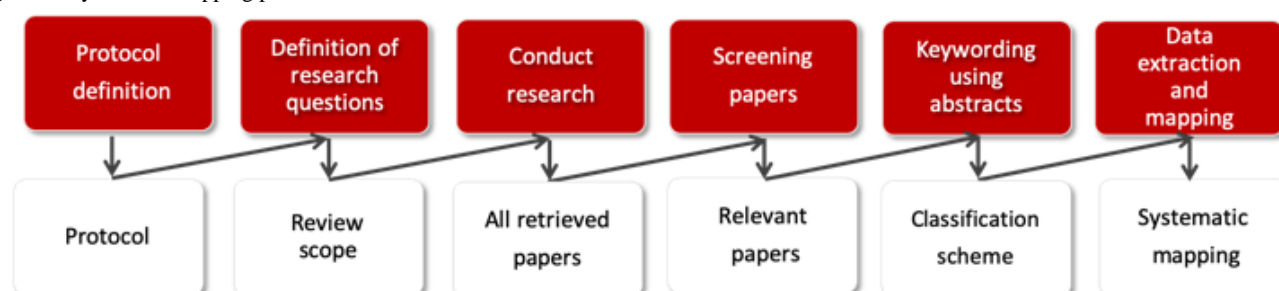 Protocol
definition
Definition of
research
questions
Conduct
research
Screening
papers
Keywording
using
abstracts
Data
extraction
and
mapping
Protocol
Review
scope
All retrieved
papers
Relevant
papers
Classification
scheme
Systematic
mapping